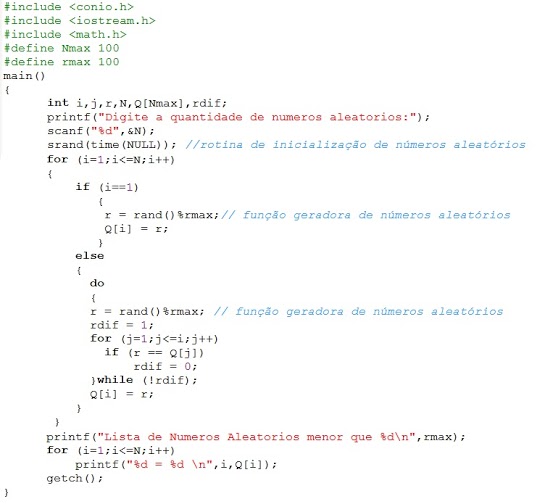 #include <conio.h>
#include <iostream.h>
#include <math.h>
#define Nmax 100
#define rmax 100
main()
{
int i,j,r,N,Q[Nmax],rdif;
printf("Digite a quantidade de numeros aleatorios:");
scanf("%d",&N);
srand(time(NULL)); //rotina de inicialização de números aleatórios
for (i=1;i<=N;i++)
{
if (i==1)
{
r = rand()%rmax;// função geradora de números aleatórios
Q[i] = r;
}
else
{
do
{
r = rand()%rmax; // função geradora de números aleatórios
rdif = 1;
for (j=1;j<=i;j++)
if (r == Q[j])
rdif = 0;
}while (!rdif);
Q[i] = r;
}
}
printf("Lista de Numeros Aleatorios menor que %d\n",rmax);
for (i=1;i<=N;i++)
printf("%d = %d \n",i,Q[i]);
getch();
}